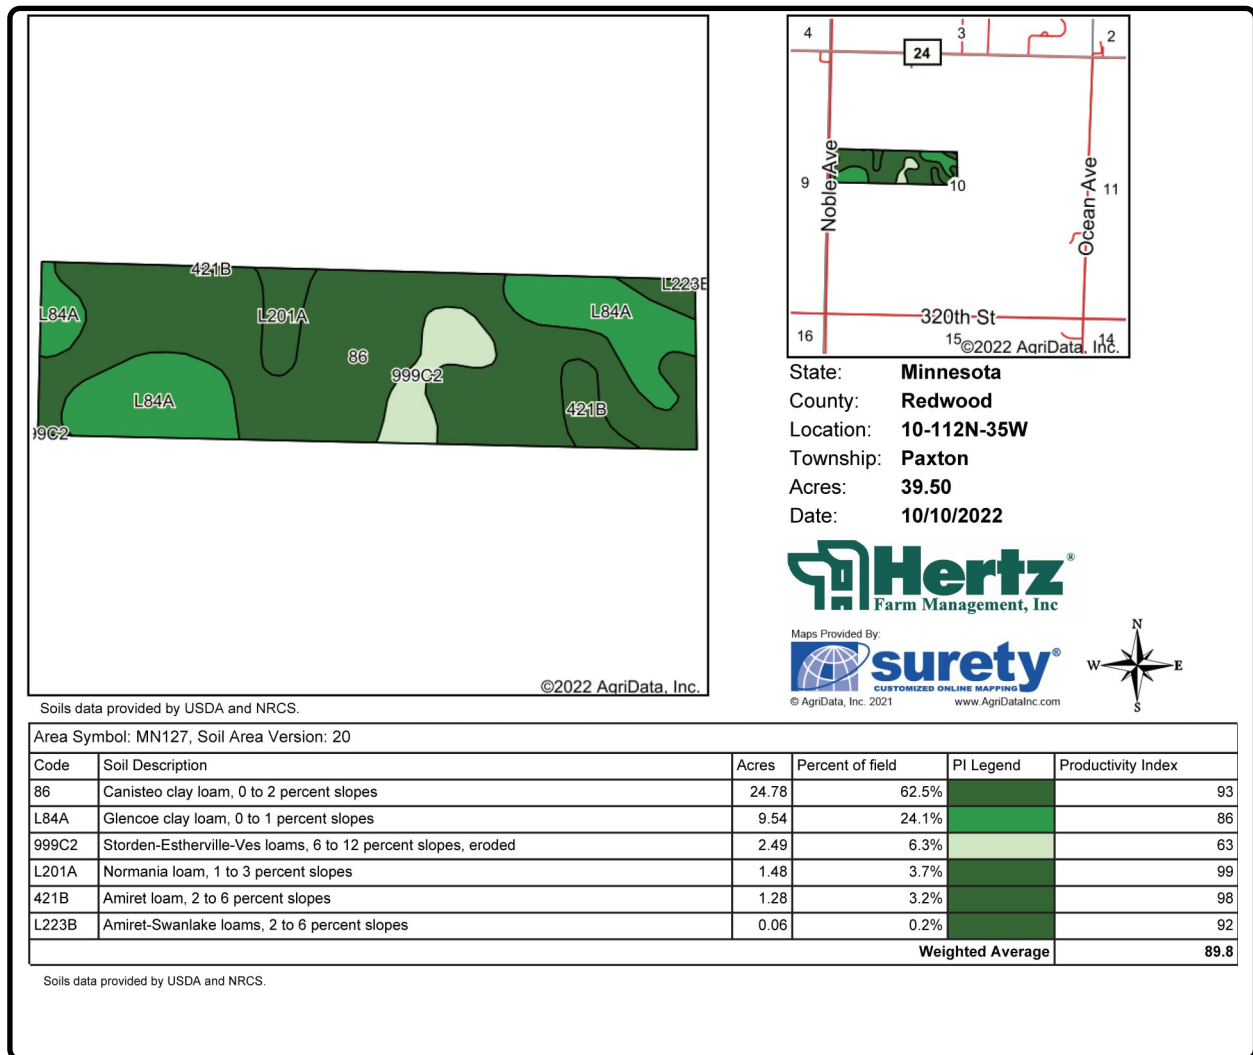 421B
L223B
L84A
L201A
L84A
86
999C2
L84A
421B
99C2
©2022 AgriData, Inc.
4
3
2
24
Noble Ave
9
10
Ocean Ave
11
320th St
16
15
14
©2022 AgriData, Inc.
State: Minnesota
County: Redwood
Location: 10-112N-35W
Township: Paxton
Acres: 39.50
Date: 10/10/2022
Hertz®
Farm Management, Inc
Maps Provided By:
surety®
CUSTOMIZED ONLINE MAPPING
© AgriData, Inc. 2021 www.AgriDataInc.com
N
W E
S
Soils data provided by USDA and NRCS.
Area Symbol: MN127, Soil Area Version: 20
Code Soil Description Acres Percent of field PI Legend Productivity Index
86 Canisteo clay loam, 0 to 2 percent slopes 24.78 62.5% 93
L84A Glencoe clay loam, 0 to 1 percent slopes 9.54 24.1% 86
999C2 Storden-Estherville-Ves loams, 6 to 12 percent slopes, eroded 2.49 6.3% 63
L201A Normania loam, 1 to 3 percent slopes 1.48 3.7% 99
421B Amiret loam, 2 to 6 percent slopes 1.28 3.2% 98
L223B Amiret-Swanlake loams, 2 to 6 percent slopes 0.06 0.2% 92
Weighted Average 89.8
Soils data provided by USDA and NRCS.